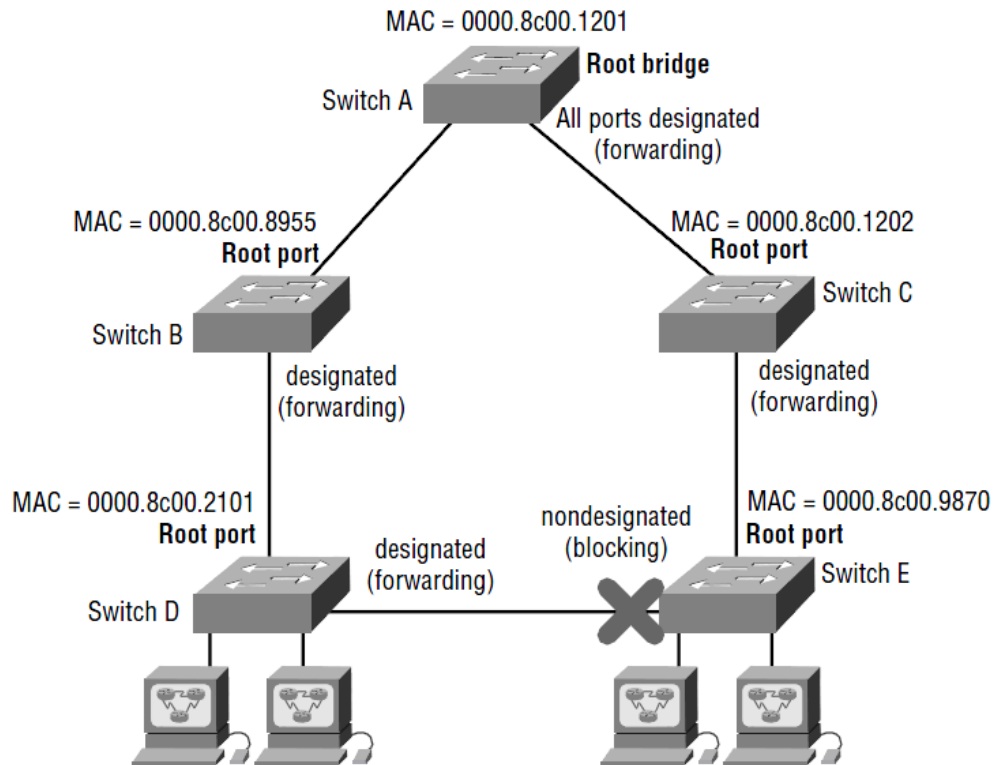 MAC = 0000.8c00.1201
Root bridge
Switch A
All ports designated
(forwarding)
MAC = 0000.8c00.8955
Root port
MAC = 0000.8c00.1202
Root port
Switch B
Switch C
designated
(forwarding)
designated
(forwarding)
MAC = 0000.8c00.2101
Root port
MAC = 0000.8c00.9870
Root port
nondesignated
(blocking)
designated
(forwarding)
Switch D
Switch E